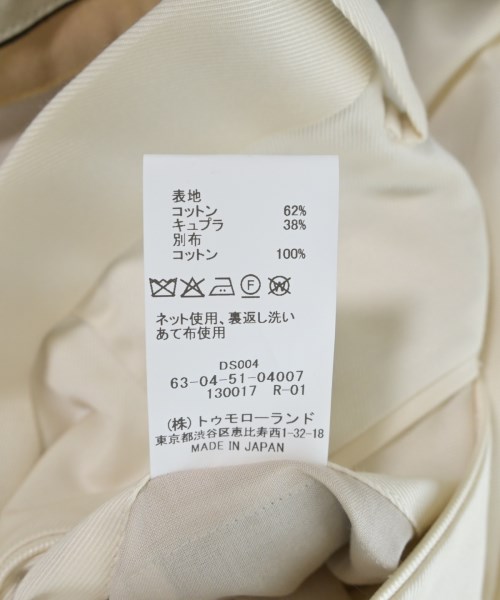 表地
コットン 62%
キュプラ 38%
別布
コットン 100%
F W
ネット使用、裏返し洗い
あて布使用
DS004
63-04-51-04007
130017 R-01
(株)トゥモローランド
東京都渋谷区恵比寿西1-32-18
MADE IN JAPAN